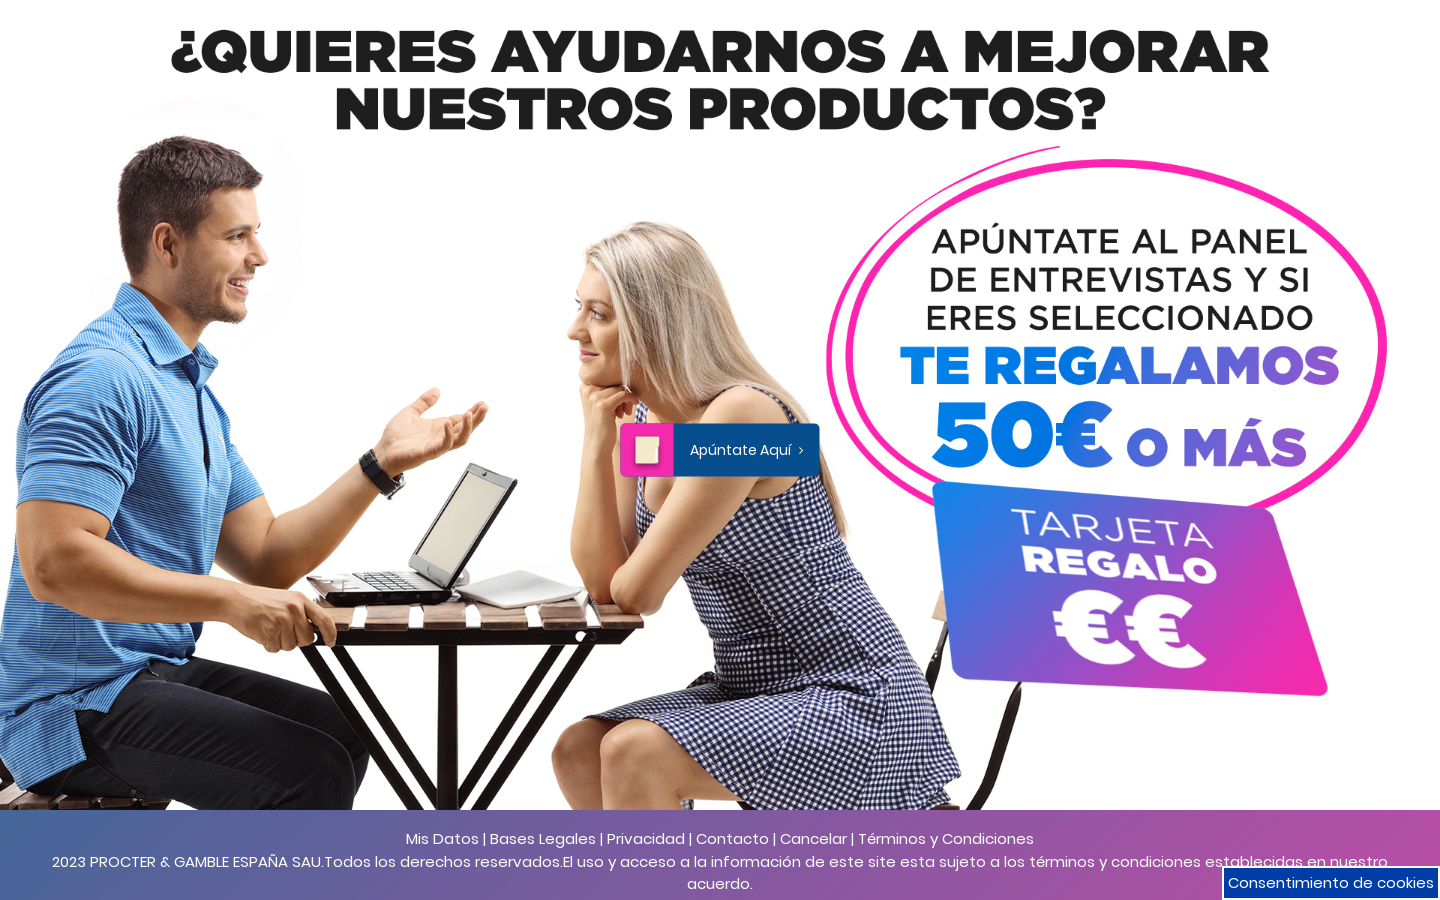 ¿QUIERES AYUDARNOS A MEJORAR
NUESTROS PRODUCTOS?
APÚNTATE AL PANEL
DE ENTREVISTAS Y SI
ERES SELECCIONADO
TE REGALAMOS
50€ O MÁS
TARJETA
REGALO
€€
Apúntate Aquí >
Mis Datos | Bases Legales | Privacidad | Contacto | Cancelar | Términos y Condiciones
2023 PROCTER & GAMBLE ESPAÑA SAU.Todos los derechos reservados.El uso y acceso a la información de este site esta sujeto a los términos y condiciones establecidas en nuestro
acuerdo.
Consentimiento de cookies